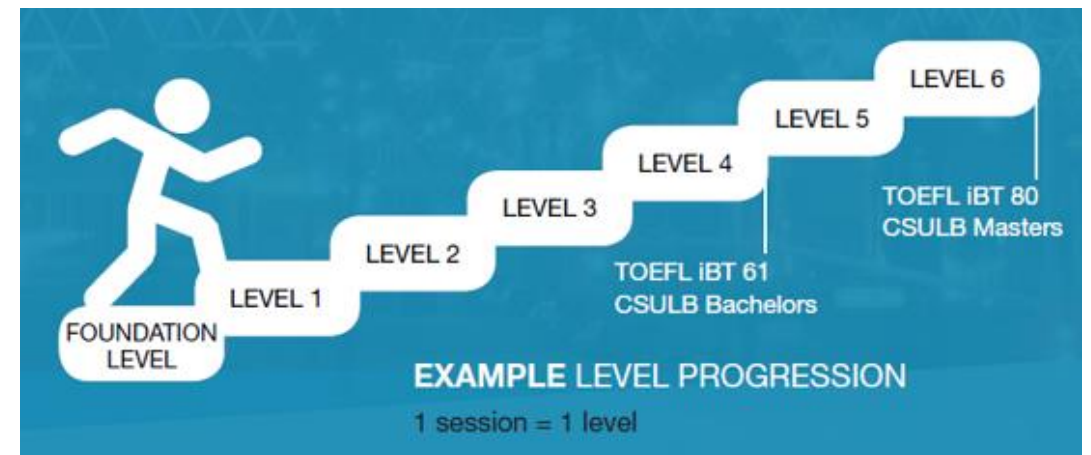 LEVEL 6
LEVEL 5
LEVEL 4
LEVEL 3
LEVEL 2
LEVEL 1
FOUNDATION
LEVEL
TOEFL iBT 80
CSULB Masters
TOEFL iBT 61
CSULB Bachelors
EXAMPLE LEVEL PROGRESSION
1 session = 1 level